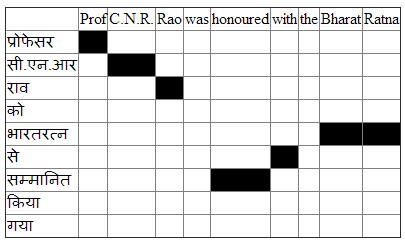 Prof C.N.R. Rao was honoured with the Bharat Ratna
प्रोफेसर
सी.एन.आर
राव
को
भारतरत्न
से
सम्मानित
किया
गया